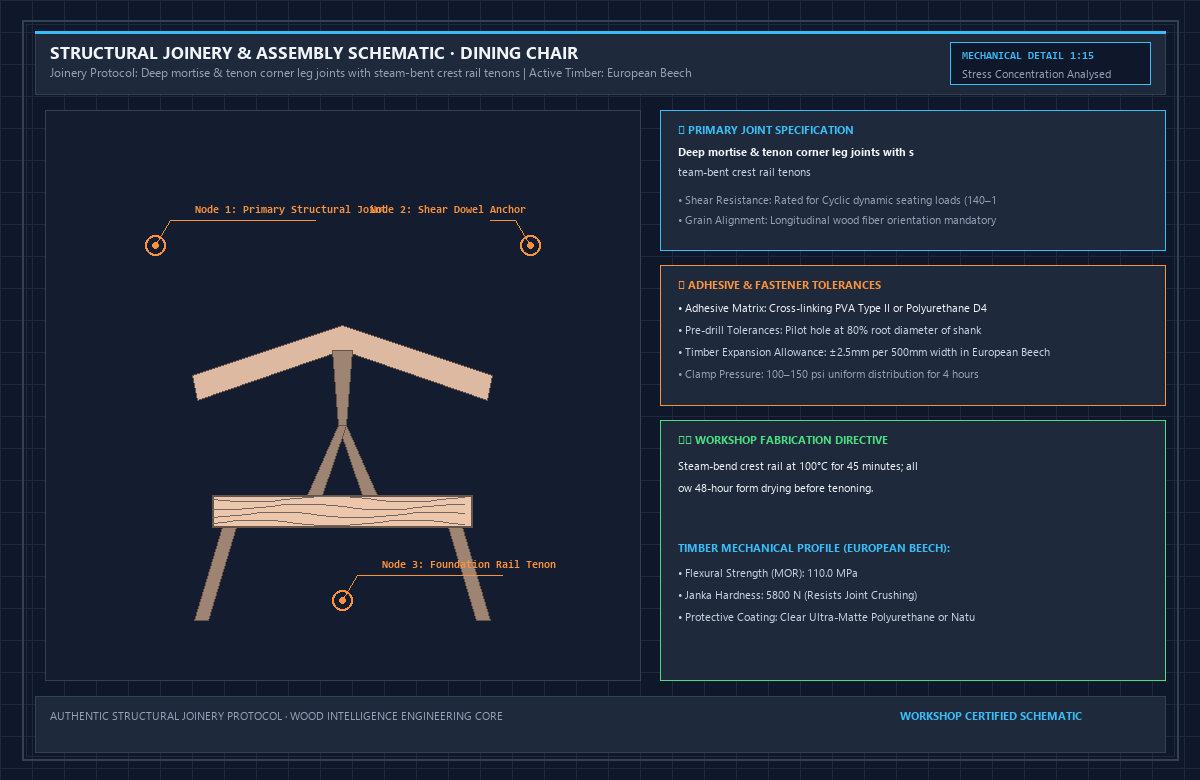 STRUCTURAL JOINERY & ASSEMBLY SCHEMATIC · DINING CHAIR
Joinery Protocol: Deep mortise & tenon corner leg joints with steam-bent crest rail tenons | Active Timber: European Beech
MECHANICAL DETAIL 1:15
Stress Concentration Analysed
Node 1: Primary Structural Joint
Node 2: Shear Dowel Anchor
Node 3: Foundation Rail Tenon
PRIMARY JOINT SPECIFICATION
Deep mortise & tenon corner leg joints with s
team-bent crest rail tenons
• Shear Resistance: Rated for Cyclic dynamic seating loads (140–1
• Grain Alignment: Longitudinal wood fiber orientation mandatory
ADHESIVE & FASTENER TOLERANCES
• Adhesive Matrix: Cross-linking PVA Type II or Polyurethane D4
• Pre-drill Tolerances: Pilot hole at 80% root diameter of shank
• Timber Expansion Allowance: ±2.5mm per 500mm width in European Beech
• Clamp Pressure: 100–150 psi uniform distribution for 4 hours
WORKSHOP FABRICATION DIRECTIVE
Steam-bend crest rail at 100°C for 45 minutes; all
ow 48-hour form drying before tenoning.
TIMBER MECHANICAL PROFILE (EUROPEAN BEECH):
• Flexural Strength (MOR): 110.0 MPa
• Janka Hardness: 5800 N (Resists Joint Crushing)
• Protective Coating: Clear Ultra-Matte Polyurethane or Natu
AUTHENTIC STRUCTURAL JOINERY PROTOCOL · WOOD INTELLIGENCE ENGINEERING CORE
WORKSHOP CERTIFIED SCHEMATIC